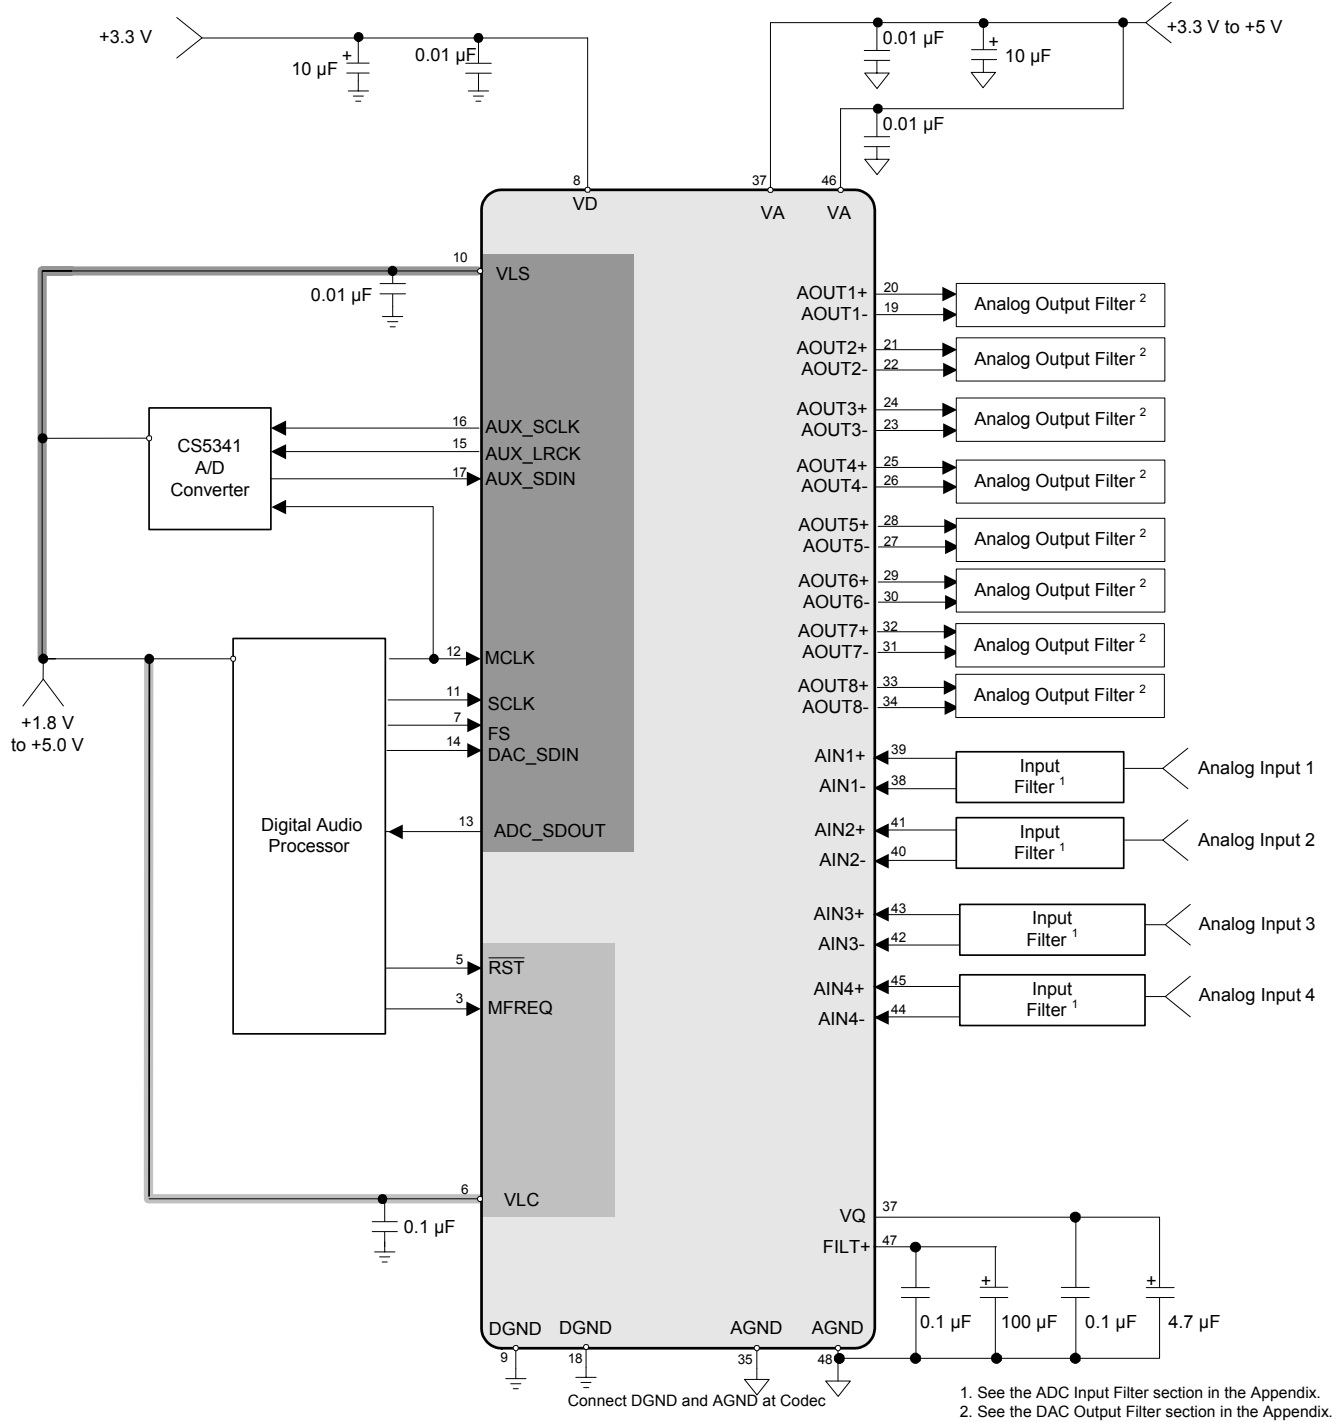 +3.3 V
10 µF
+
0.01 µF
0.01 µF
+
10 µF
+3.3 V to +5 V
0.01 µF
8
VD
37
VA
46
VA
10
VLS
0.01 µF
CS5341
A/D
Converter
16
AUX_SCLK
15
AUX_LRCK
17
AUX_SDIN
12
MCLK
11
SCLK
7
FS
14
DAC_SDIN
13
ADC_SDOUT
+1.8 V
to +5.0 V
Digital Audio
Processor
5
RST
3
MFREQ
6
VLC
0.1 µF
AOUT1+ 20
AOUT1- 19
Analog Output Filter 2
AOUT2+ 21
AOUT2- 22
Analog Output Filter 2
AOUT3+ 24
AOUT3- 23
Analog Output Filter 2
AOUT4+ 25
AOUT4- 26
Analog Output Filter 2
AOUT5+ 28
AOUT5- 27
Analog Output Filter 2
AOUT6+ 29
AOUT6- 30
Analog Output Filter 2
AOUT7+ 32
AOUT7- 31
Analog Output Filter 2
AOUT8+ 33
AOUT8- 34
Analog Output Filter 2
AIN1+ 39
AIN1- 38
Input
Filter 1
Analog Input 1
AIN2+ 41
AIN2- 40
Input
Filter 1
Analog Input 2
AIN3+ 43
AIN3- 42
Input
Filter 1
Analog Input 3
AIN4+ 45
AIN4- 44
Input
Filter 1
Analog Input 4
VQ 37
FILT+ 47
0.1 µF
+
100 µF
0.1 µF
+
4.7 µF
DGND
9
DGND
18
AGND
35
AGND
48
Connect DGND and AGND at Codec
1. See the ADC Input Filter section in the Appendix.
2. See the DAC Output Filter section in the Appendix.